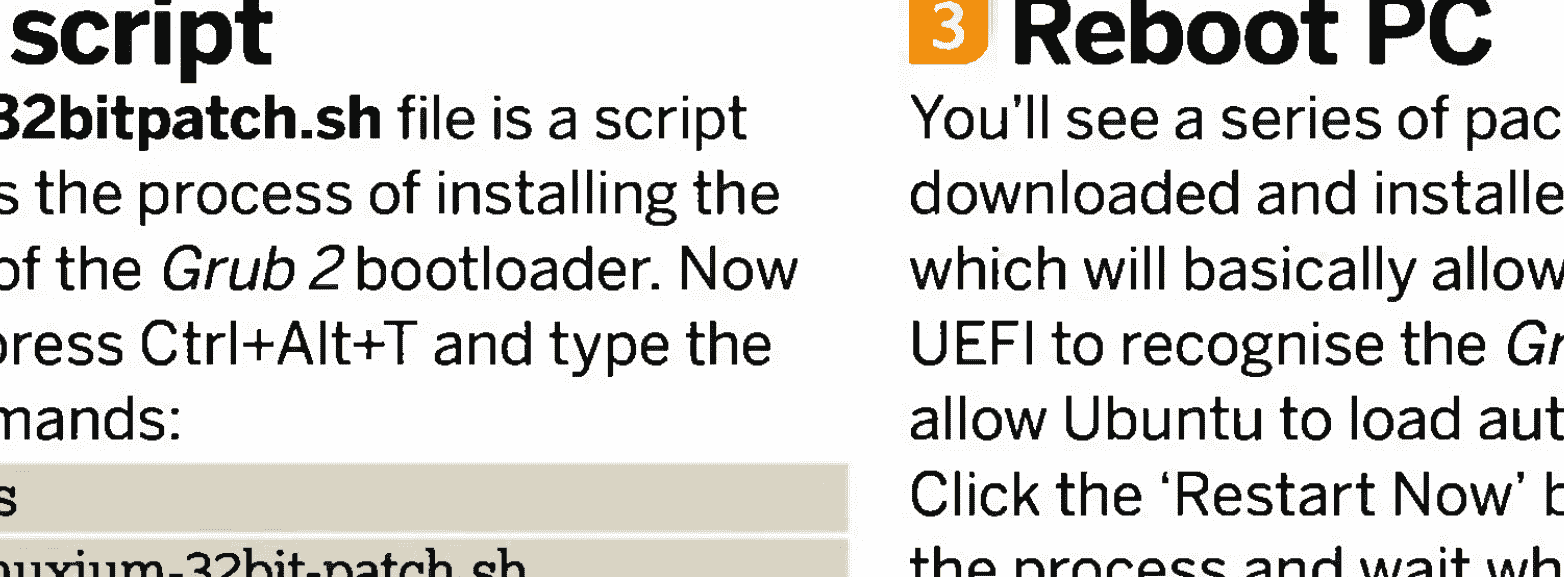 script
32bitpatch.sh file is a script
s the process of installing the
of the Grub 2 bootloader. Now
press Ctrl+Alt+T and type the
mands:
s
nuxium-32bit-patch.sh
3 Reboot PC
You'll see a series of pac
downloaded and installe
which will basically allow
UEFI to recognise the Gr
allow Ubuntu to load aut
Click the ‘Restart Now’ b
the process and wait wh